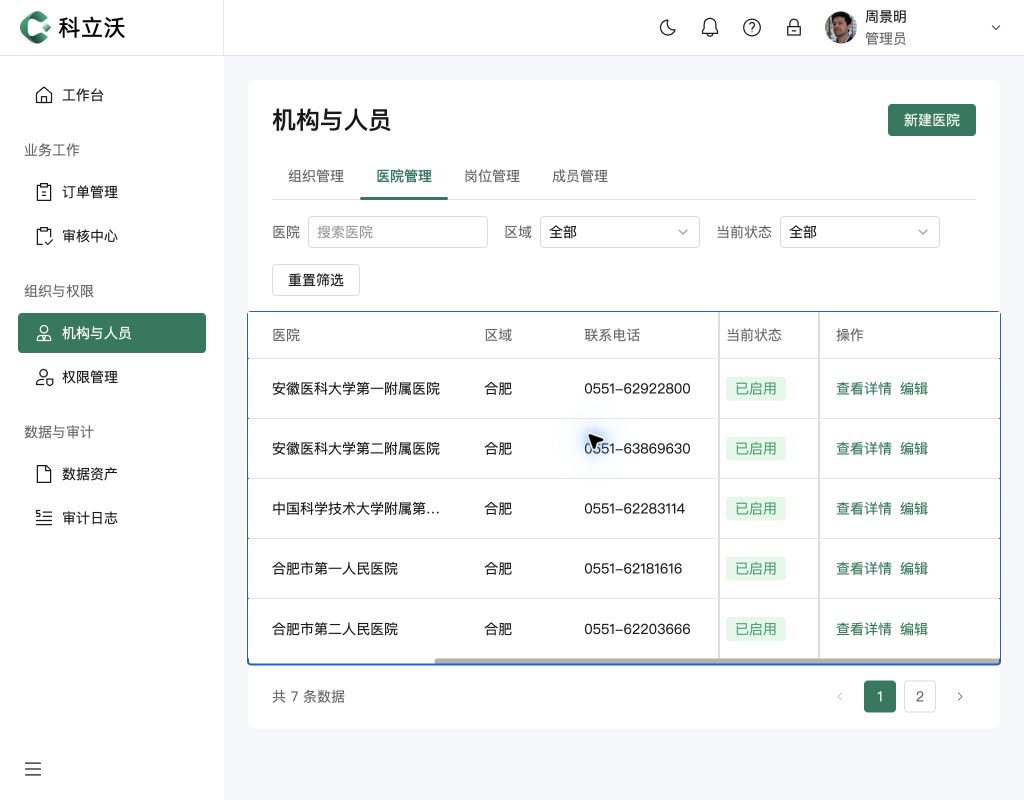 科立沃
周景明
管理员
工作台
业务工作
订单管理
审核中心
组织与权限
机构与人员
权限管理
数据与审计
数据资产
审计日志
机构与人员
新建医院
组织管理 医院管理 岗位管理 成员管理
医院 搜索医院 区域 全部 当前状态 全部
重置筛选
医院 区域 联系电话 当前状态 操作
安徽医科大学第一附属医院 合肥 0551-62922800 已启用 查看详情 编辑
安徽医科大学第二附属医院 合肥 0551-63869630 已启用 查看详情 编辑
中国科学技术大学附属第... 合肥 0551-62283114 已启用 查看详情 编辑
合肥市第一人民医院 合肥 0551-62181616 已启用 查看详情 编辑
合肥市第二人民医院 合肥 0551-62203666 已启用 查看详情 编辑
共 7 条数据 1 2